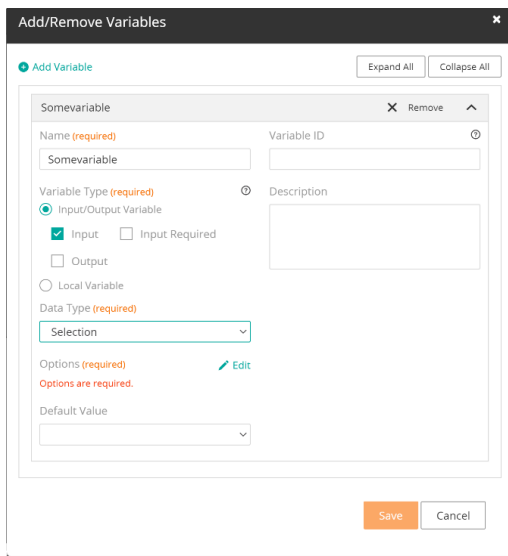 Add/Remove Variables
Add Variable
Expand All
Collapse All
Somevariable
Remove
Name (required)
Variable ID
Somevariable
Variable Type (required)
Description
Input/Output Variable
Input
Input Required
Output
Local Variable
Data Type (required)
Selection
Options (required)
Edit
Options are required.
Default Value
Save
Cancel